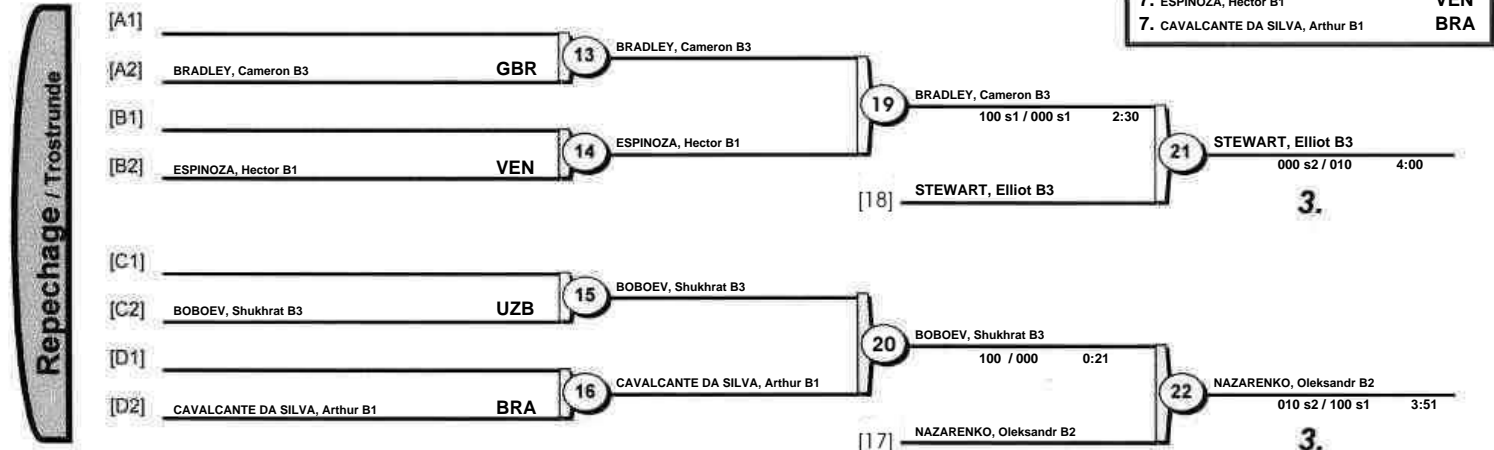 7. ESPINOZA, Hector B1 VEN
7. CAVALCANTE DA SILVA, Arthur B1 BRA
Repechage / Trostrunde
[A1]
[A2] BRADLEY, Cameron B3 GBR
13
BRADLEY, Cameron B3
[B1]
[B2] ESPINOZA, Hector B1 VEN
14
ESPINOZA, Hector B1
19
BRADLEY, Cameron B3
100 s1 / 000 s1 2:30
[18] STEWART, Elliot B3
21
STEWART, Elliot B3
000 s2 / 010 4:00
3.
[C1]
[C2] BOBOEV, Shukhrat B3 UZB
15
BOBOEV, Shukhrat B3
[D1]
[D2] CAVALCANTE DA SILVA, Arthur B1 BRA
16
CAVALCANTE DA SILVA, Arthur B1
20
BOBOEV, Shukhrat B3
100 / 000 0:21
[17] NAZARENKO, Oleksandr B2
22
NAZARENKO, Oleksandr B2
010 s2 / 100 s1 3:51
3.